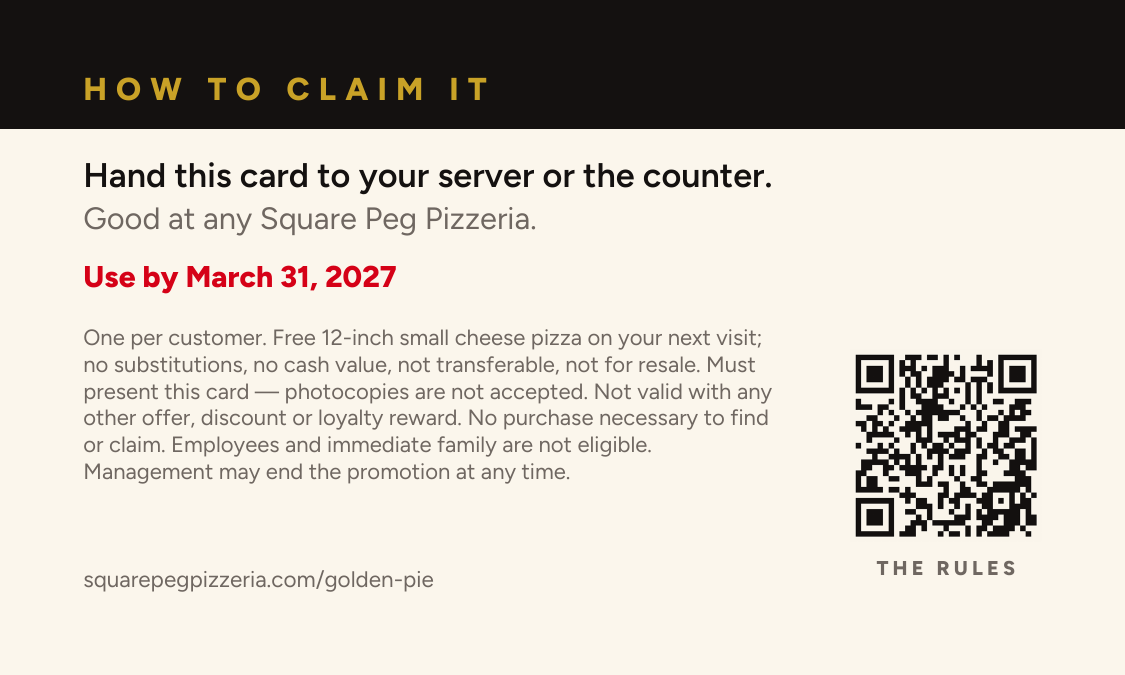 HOW TO CLAIM IT
Hand this card to your server or the counter.
Good at any Square Peg Pizzeria.
Use by March 31, 2027
One per customer. Free 12-inch small cheese pizza on your next visit;
no substitutions, no cash value, not transferable, not for resale. Must
present this card — photocopies are not accepted. Not valid with any
other offer, discount or loyalty reward. No purchase necessary to find
or claim. Employees and immediate family are not eligible.
Management may end the promotion at any time.
squarepegpizzeria.com/golden-pie
THE RULES